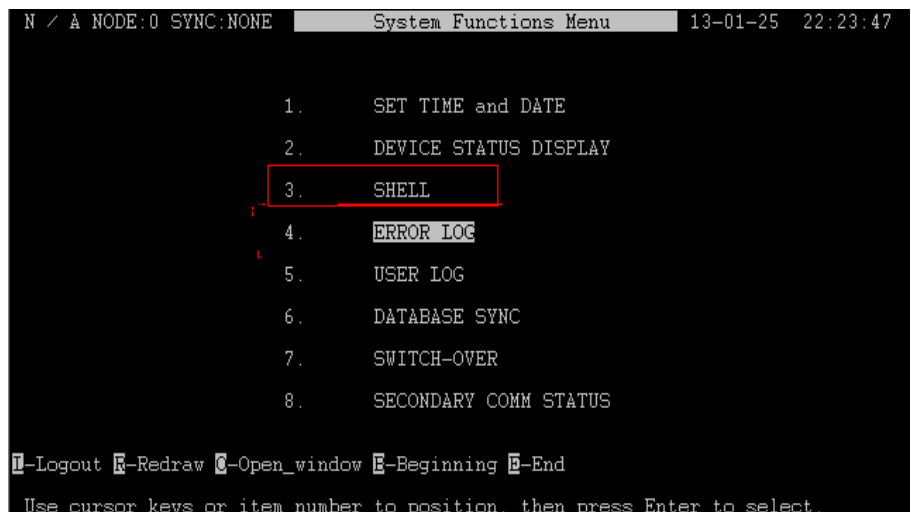 N / A NODE:0 SYNC:NONE System Functions Menu 13-01-25 22:23:47
1. SET TIME and DATE
2. DEVICE STATUS DISPLAY
3. SHELL
4. ERROR LOG
5. USER LOG
6. DATABASE SYNC
7. SWITCH-OVER
8. SECONDARY COMM STATUS
L-Logout R-Redraw O-Open_window B-Beginning E-End
Use cursor keys or item number to position, then press Enter to select.